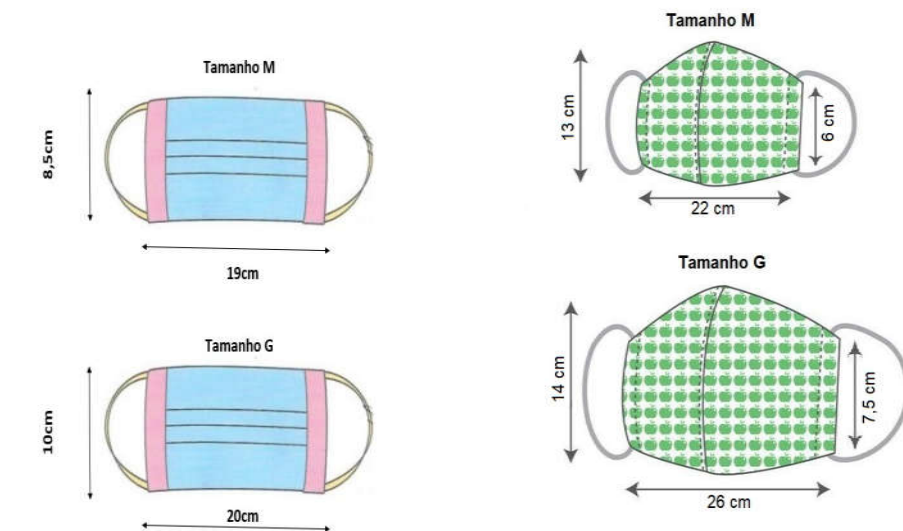 Tamanho M
8,5cm
19cm
Tamanho G
10cm
20cm
Tamanho M
13 cm
6 cm
22 cm
Tamanho G
14 cm
7,5 cm
26 cm